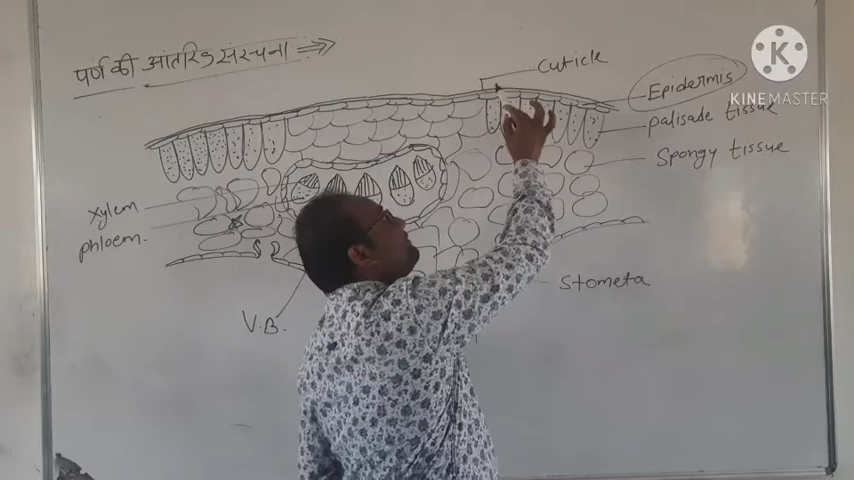 पर्ण की आंतरिक संरचना
Cuticle
Epidermis
palisade tissue
Spongy tissue
xylem
phloem.
V.B.
Stometa
K
KINEMASTER